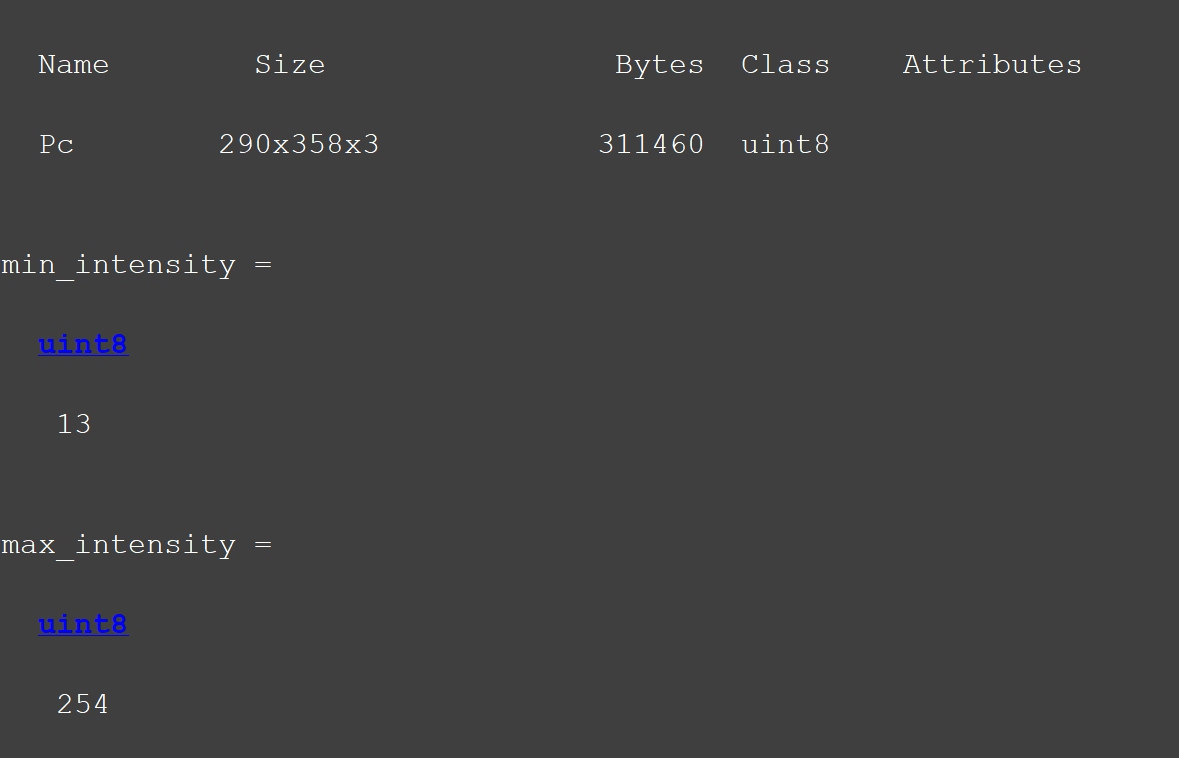 Name Size Bytes Class Attributes
Pc 290x358x3 311460 uint8
min_intensity =
uint8
13
max_intensity =
uint8
254